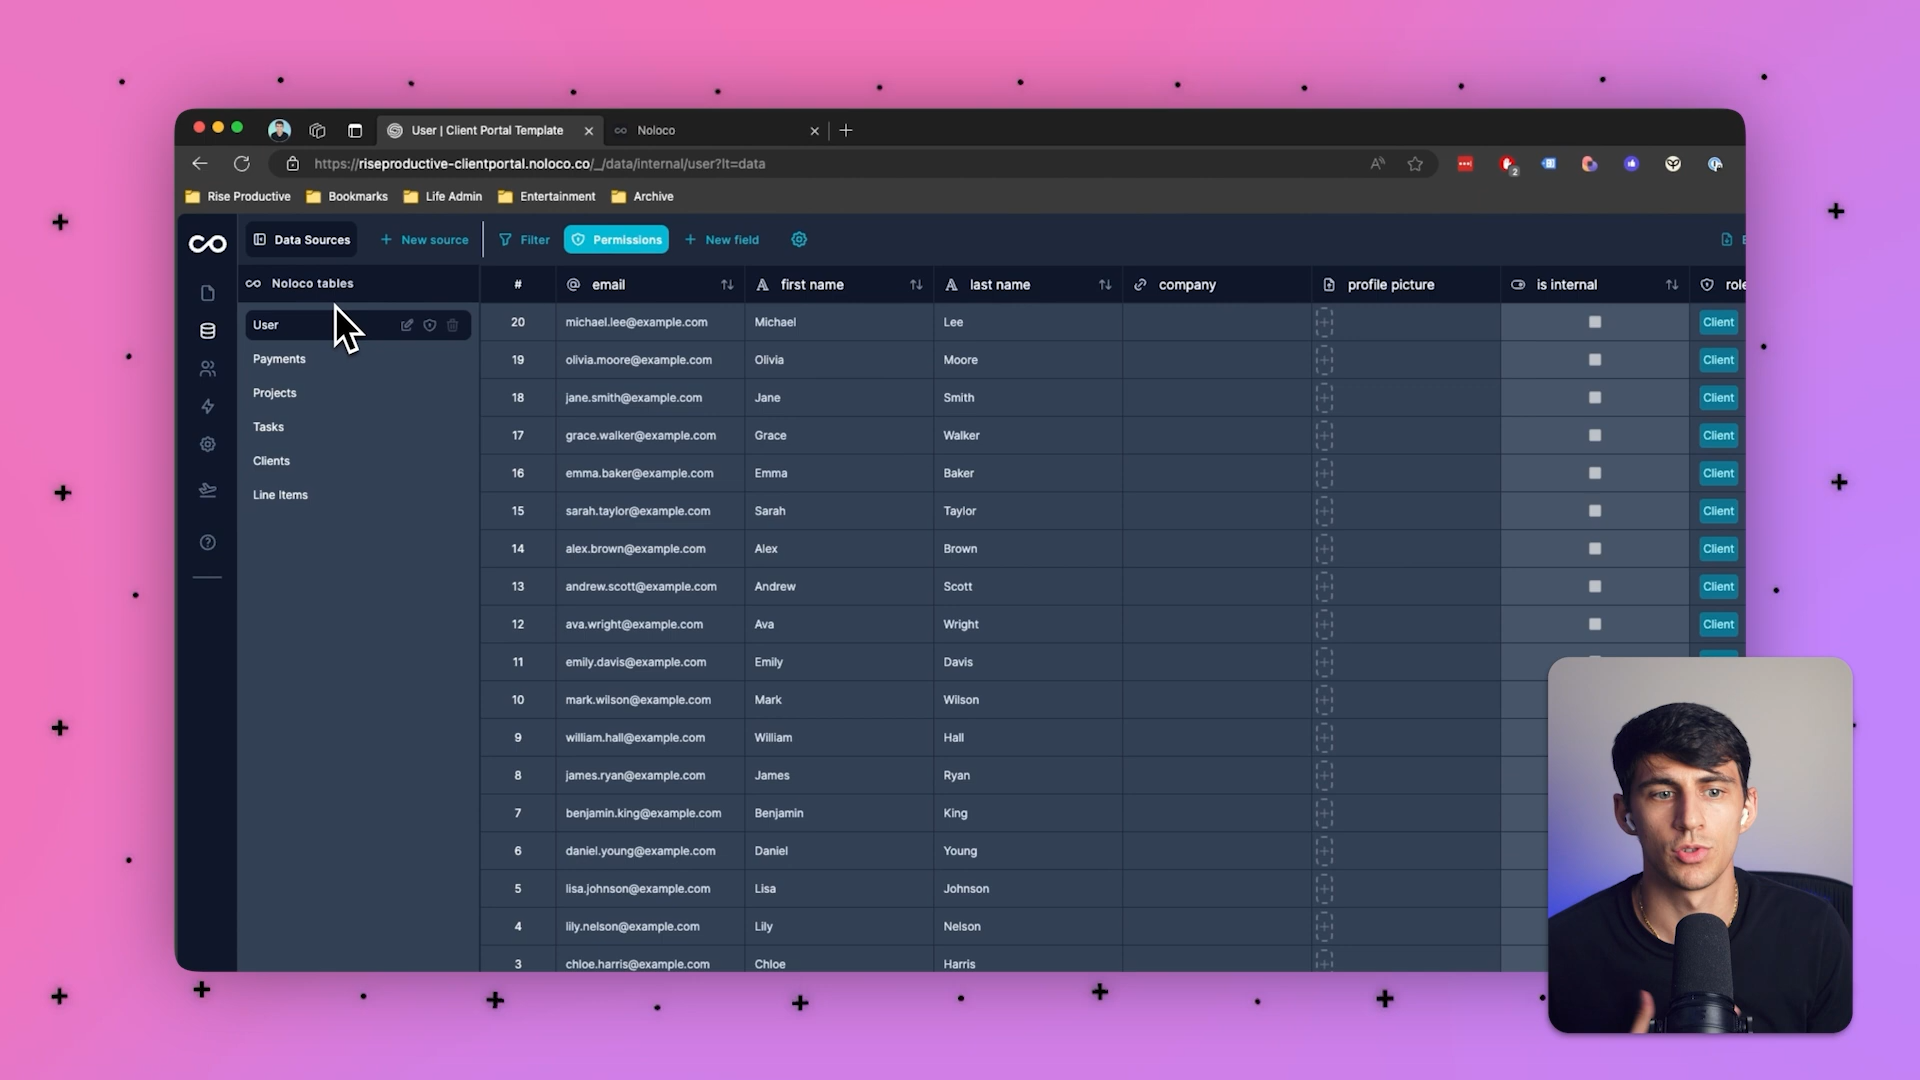 User | Client Portal Template
Noloco
https://riseproductive-clientportal.noloco.co/_/data/internal/user?lt=data
2
Rise Productive
Bookmarks
Life Admin
Entertainment
Archive
Data Sources
New source
Filter
Permissions
New field
Noloco tables
# email first name last name company profile picture is internal role
User
Payments
Projects
Tasks
Clients
Line Items
20 michael.lee@example.com Michael Lee Client
19 olivia.moore@example.com Olivia Moore Client
18 jane.smith@example.com Jane Smith Client
17 grace.walker@example.com Grace Walker Client
16 emma.baker@example.com Emma Baker Client
15 sarah.taylor@example.com Sarah Taylor Client
14 alex.brown@example.com Alex Brown Client
13 andrew.scott@example.com Andrew Scott Client
12 ava.wright@example.com Ava Wright Client
11 emily.davis@example.com Emily Davis
10 mark.wilson@example.com Mark Wilson
9 william.hall@example.com William Hall
8 james.ryan@example.com James Ryan
7 benjamin.king@example.com Benjamin King
6 daniel.young@example.com Daniel Young
5 lisa.johnson@example.com Lisa Johnson
4 lily.nelson@example.com Lily Nelson
3 chloe.harris@example.com Chloe Harris